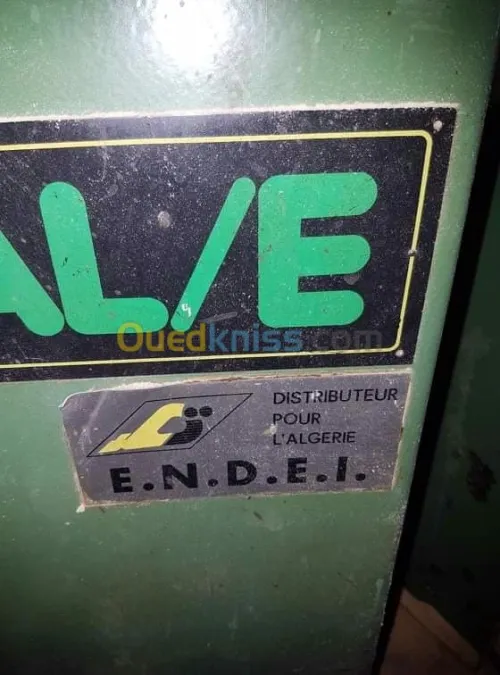 AL/E
Ouedkniss.com
DISTRIBUTEUR
POUR
L'ALGERIE
E.N.D.E.I.